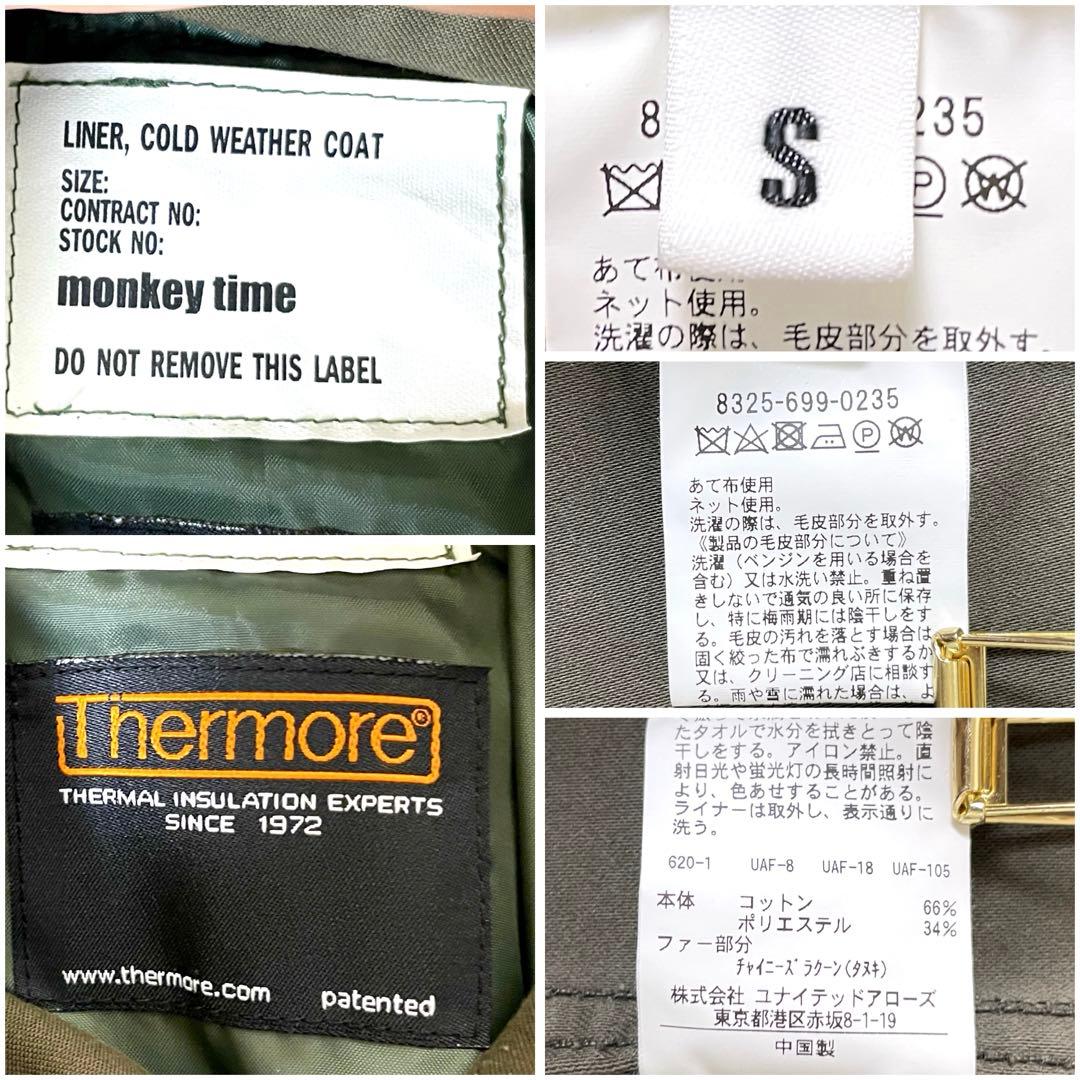 LINER, COLD WEATHER COAT
SIZE:
CONTRACT NO:
STOCK NO:
monkey time
DO NOT REMOVE THIS LABEL
Thermore®
THERMAL INSULATION EXPERTS
SINCE 1972
www.thermore.com patented
8 235
S
あて布使用
ネット使用。
洗濯の際は、毛皮部分を取外す。
8325-699-0235
あて布使用
ネット使用。
洗濯の際は、毛皮部分を取外す。
《製品の毛皮部分について》
洗濯（ベンジンを用いる場合を
含む）又は水洗い禁止。重ね置
きしないで通気の良い所に保存
し、特に梅雨期には陰干しをす
る。毛皮の汚れを落とす場合は
固く絞った布で濡れぶきするか
又は、クリーニング店に相談す
る。雨や雪に濡れた場合は、よ
たタオルで水分を拭きとって陰
干しをする。アイロン禁止。直
射日光や蛍光灯の長時間照射に
より、色あせすることがある。
ライナーは取外し、表示通りに
洗う。
620-1 UAF-8 UAF-18 UAF-105
本体 コットン 66%
ポリエステル 34%
ファー部分
ﾁｬｲﾆｰｽﾞﾗｸｰﾝ(ﾀﾇｷ)
株式会社 ユナイテッドアローズ
東京都港区赤坂8-1-19
中国製